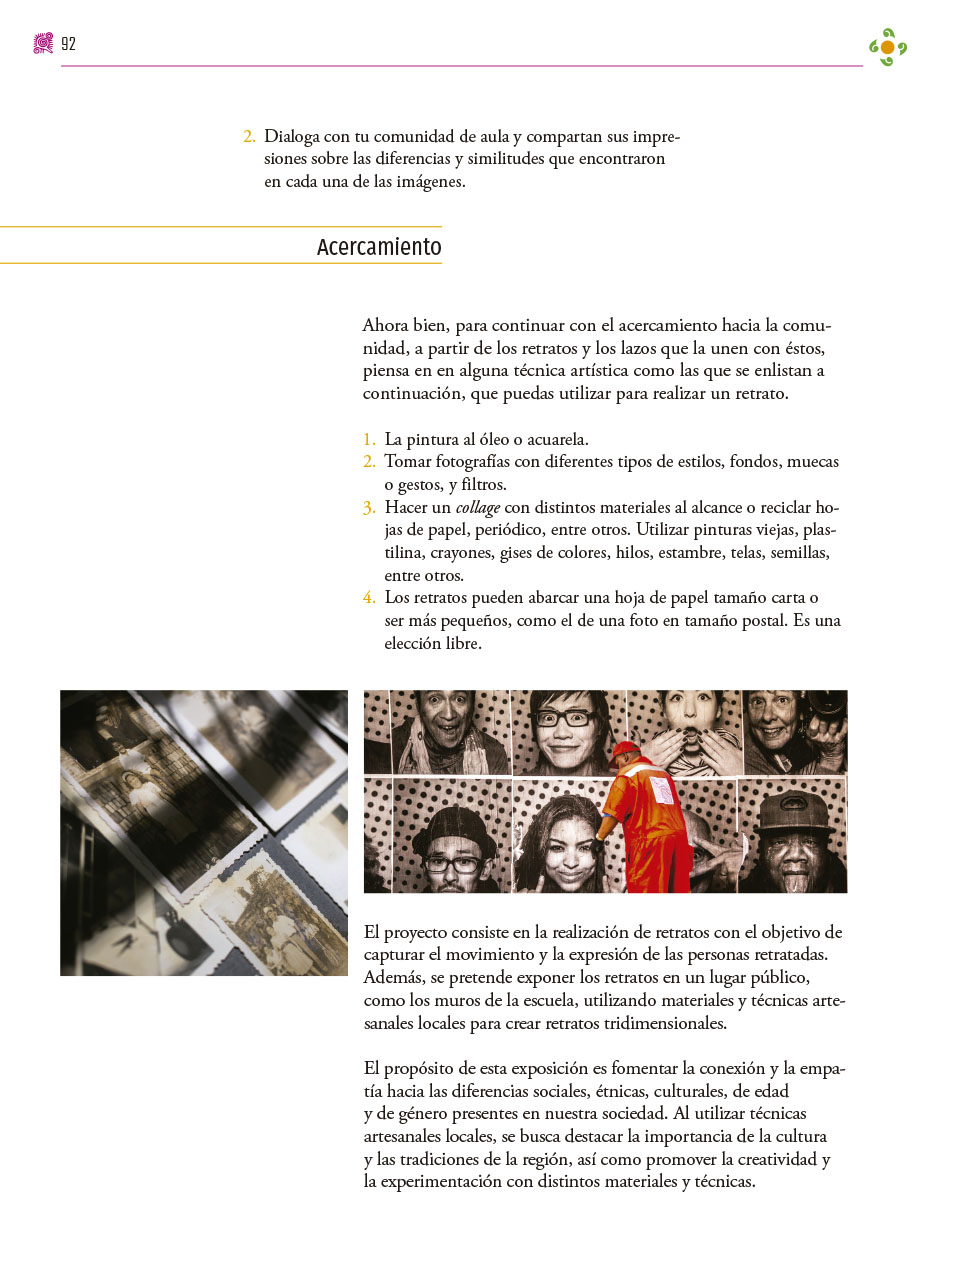 92
2. Dialoga con tu comunidad de aula y compartan sus impre-
siones sobre las diferencias y similitudes que encontraron
en cada una de las imágenes.
Acercamiento
Ahora bien, para continuar con el acercamiento hacia la comu-
nidad, a partir de los retratos y los lazos que la unen con éstos,
piensa en en alguna técnica artística como las que se enlistan a
continuación, que puedas utilizar para realizar un retrato.
1. La pintura al óleo o acuarela.
2. Tomar fotografías con diferentes tipos de estilos, fondos, muecas
o gestos, y filtros.
3. Hacer un collage con distintos materiales al alcance o reciclar ho-
jas de papel, periódico, entre otros. Utilizar pinturas viejas, plas-
tilina, crayones, gises de colores, hilos, estambre, telas, semillas,
entre otros.
4. Los retratos pueden abarcar una hoja de papel tamaño carta o
ser más pequeños, como el de una foto en tamaño postal. Es una
elección libre.
El proyecto consiste en la realización de retratos con el objetivo de
capturar el movimiento y la expresión de las personas retratadas.
Además, se pretende exponer los retratos en un lugar público,
como los muros de la escuela, utilizando materiales y técnicas arte-
sanales locales para crear retratos tridimensionales.
El propósito de esta exposición es fomentar la conexión y la empa-
tía hacia las diferencias sociales, étnicas, culturales, de edad
y de género presentes en nuestra sociedad. Al utilizar técnicas
artesanales locales, se busca destacar la importancia de la cultura
y las tradiciones de la región, así como promover la creatividad y
la experimentación con distintos materiales y técnicas.